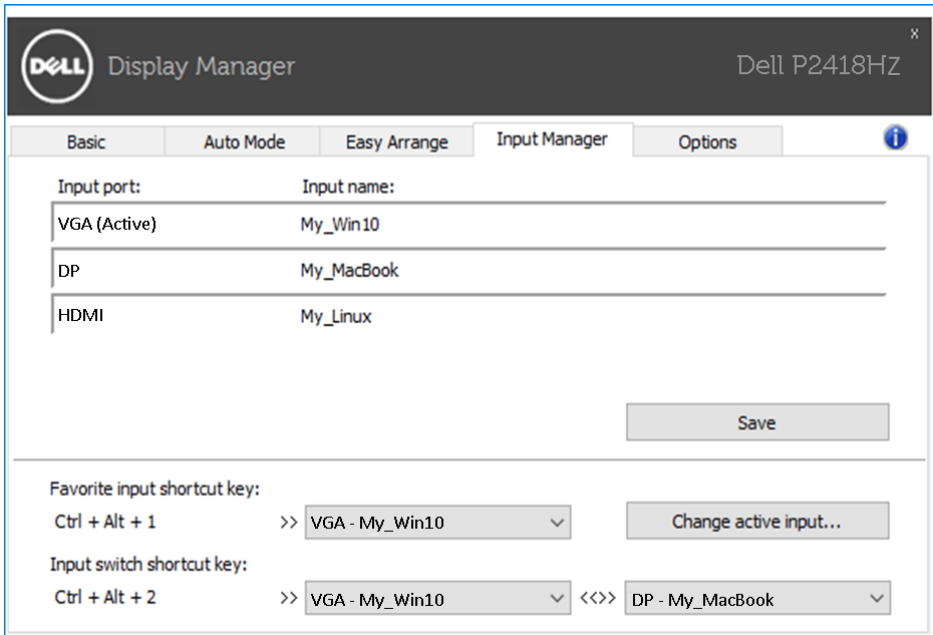 DELL Display Manager Dell P2418HZ x
Basic Auto Mode Easy Arrange Input Manager Options i
Input port: Input name:
VGA (Active) My_Win10
DP My_MacBook
HDMI My_Linux
Save
Favorite input shortcut key:
Ctrl + Alt + 1 >> VGA - My_Win10 Change active input...
Input switch shortcut key:
Ctrl + Alt + 2 >> VGA - My_Win10 <<>> DP - My_MacBook